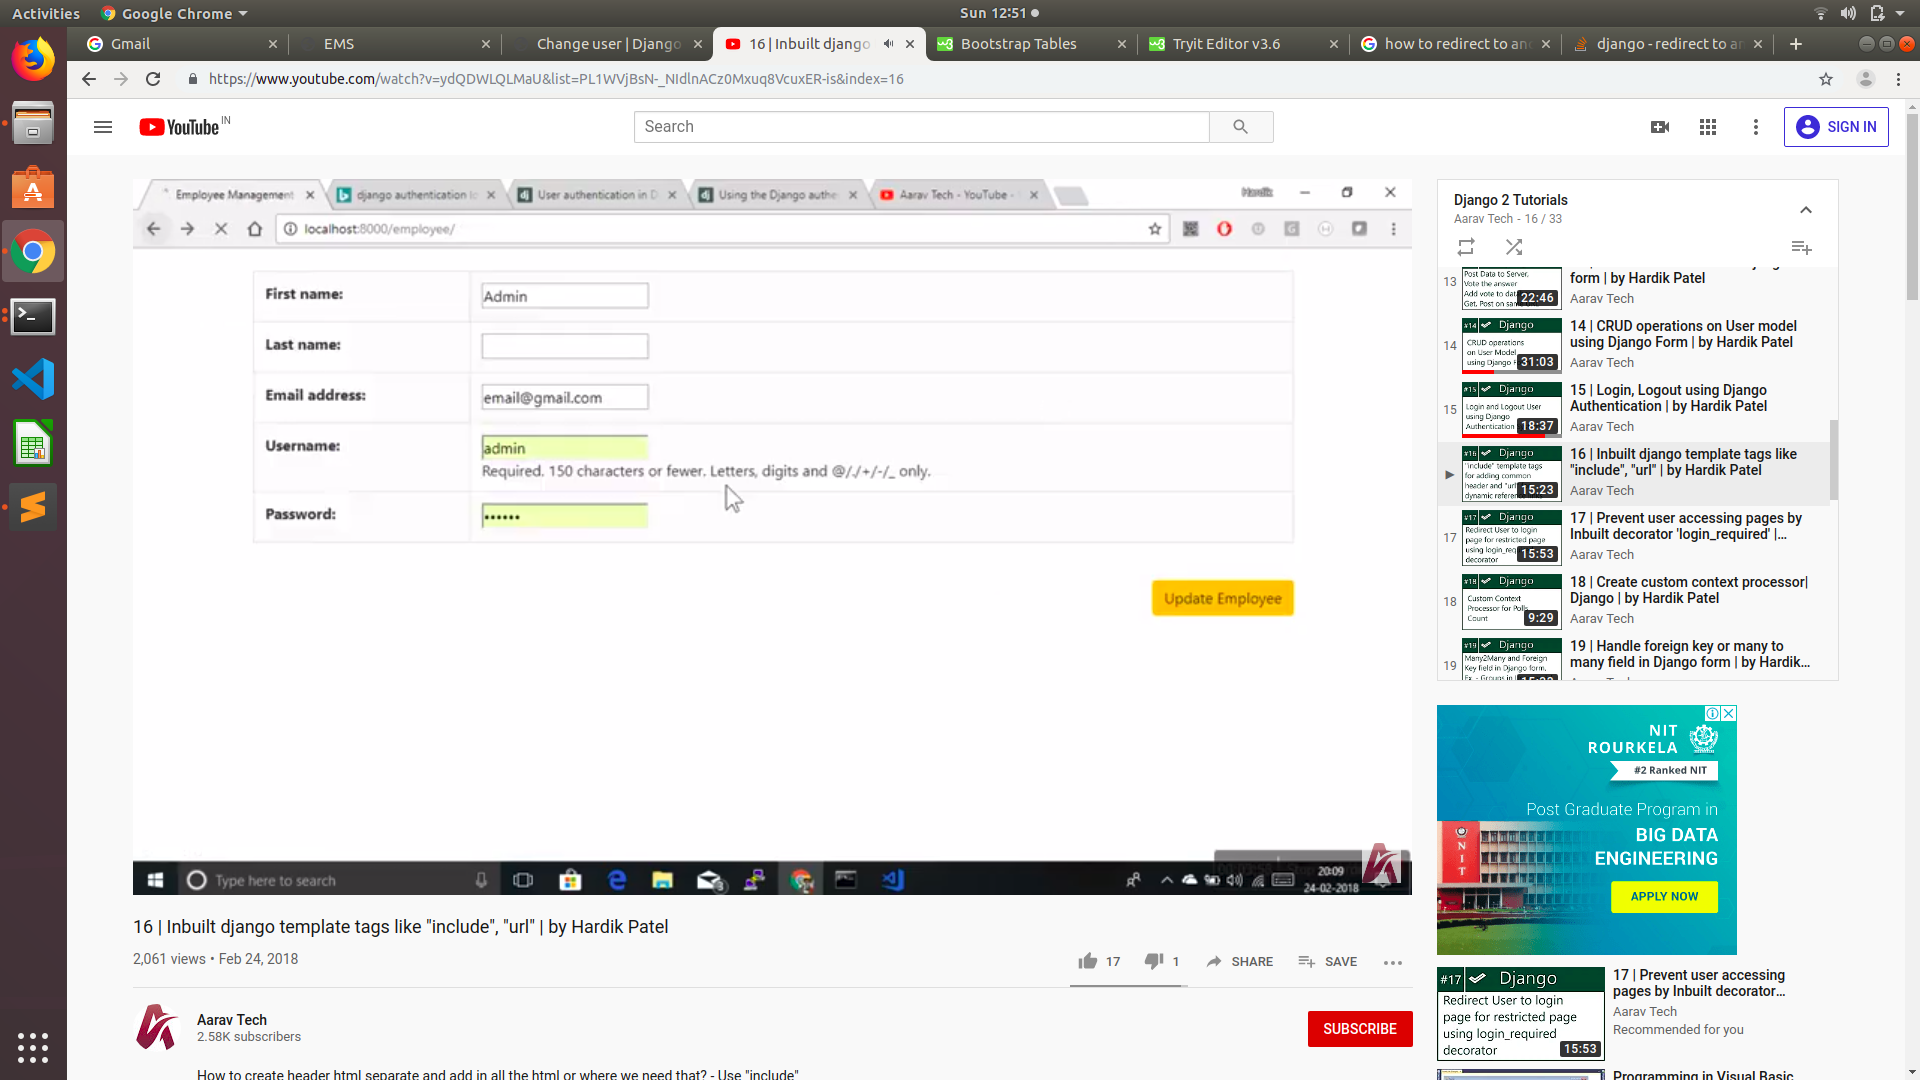 Activities
Google Chrome
Sun 12:51
Gmail
EMS
Change user | Django
16 | Inbuilt django
Bootstrap Tables
Tryit Editor v3.6
how to redirect to an
django - redirect to ar
https://www.youtube.com/watch?v=ydQDWLQLMaU&list=PL1WVjBsN-_NIdlnACz0Mxuq8VcuxER-is&index=16
YouTube IN
Search
SIGN IN
Employee Management
django authentication lo
User authentication in D
Using the Django authe
Aarav Tech - YouTube -
Hardik
localhost:8000/employee/
First name:
Admin
Last name:
Email address:
email@gmail.com
Username:
admin
Required. 150 characters or fewer. Letters, digits and @/./+/-/_ only.
Password:
Update Employee
Type here to search
20:09
24-02-2018
16 | Inbuilt django template tags like "include", "url" | by Hardik Patel
2,061 views • Feb 24, 2018
17
1
SHARE
SAVE
Aarav Tech
2.58K subscribers
SUBSCRIBE
How to create header html separate and add in all the html or where we need that? - Use "include"
Django 2 Tutorials
Aarav Tech - 16 / 33
13
Post Data to Server.
Vote the answer
Add vote to dat
Get, Post on sam
22:46
form | by Hardik Patel
Aarav Tech
14
#14 Django
CRUD operations
on User Model
using Django F
31:03
14 | CRUD operations on User model
using Django Form | by Hardik Patel
Aarav Tech
15
#15 Django
Login and Logout User
using Django
Authentication
18:37
15 | Login, Logout using Django
Authentication | by Hardik Patel
Aarav Tech
#16 Django
"include" template tags
for adding common
header and "url
dynamic referen
15:23
16 | Inbuilt django template tags like
"include", "url" | by Hardik Patel
Aarav Tech
17
#17 Django
Redirect User to login
page for restricted page
using login_req
decorator
15:53
17 | Prevent user accessing pages by
Inbuilt decorator 'login_required' |...
Aarav Tech
18
#18 Django
Custom Context
Processor for Polls
Count
9:29
18 | Create custom context processor|
Django | by Hardik Patel
Aarav Tech
19
#19 Django
Many2Many and Foreign
Key field in Django form.
19 | Handle foreign key or many to
many field in Django form | by Hardik...
NIT
ROURKELA
#2 Ranked NIT
Post Graduate Program in
BIG DATA
ENGINEERING
NIT
APPLY NOW
#17 Django
Redirect User to login
page for restricted page
using login_required
decorator
15:53
17 | Prevent user accessing
pages by Inbuilt decorator...
Aarav Tech
Recommended for you
Programming in Visual Basic